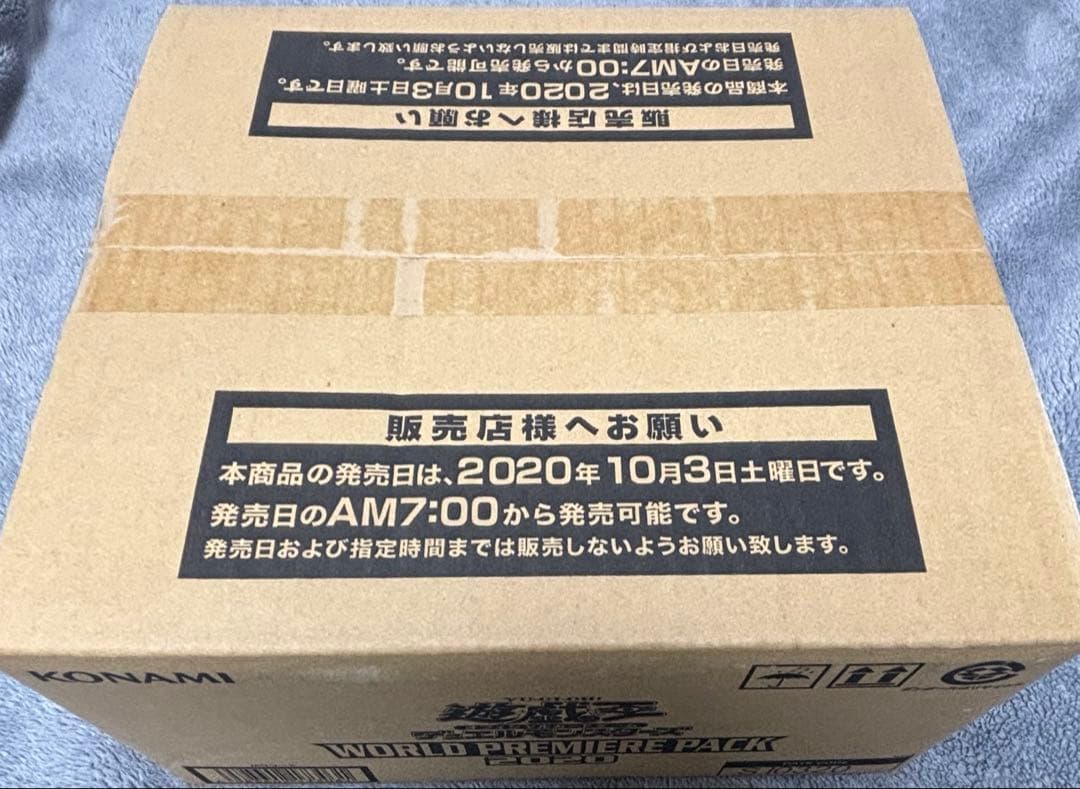 販売店様へお願い
本商品の発売日は、2020年10月3日土曜日です。
発売日のAM7:00から発売可能です。
発売日および指定時間までは販売しないようお願い致します。
販売店様へお願い
本商品の発売日は、2020年10月3日土曜日です。
発売日のAM7:00から発売可能です。
発売日および指定時間までは販売しないようお願い致します。
KONAMI
遊戯王
デュエルモンスターズ
WORLD PREMIERE PACK
2020